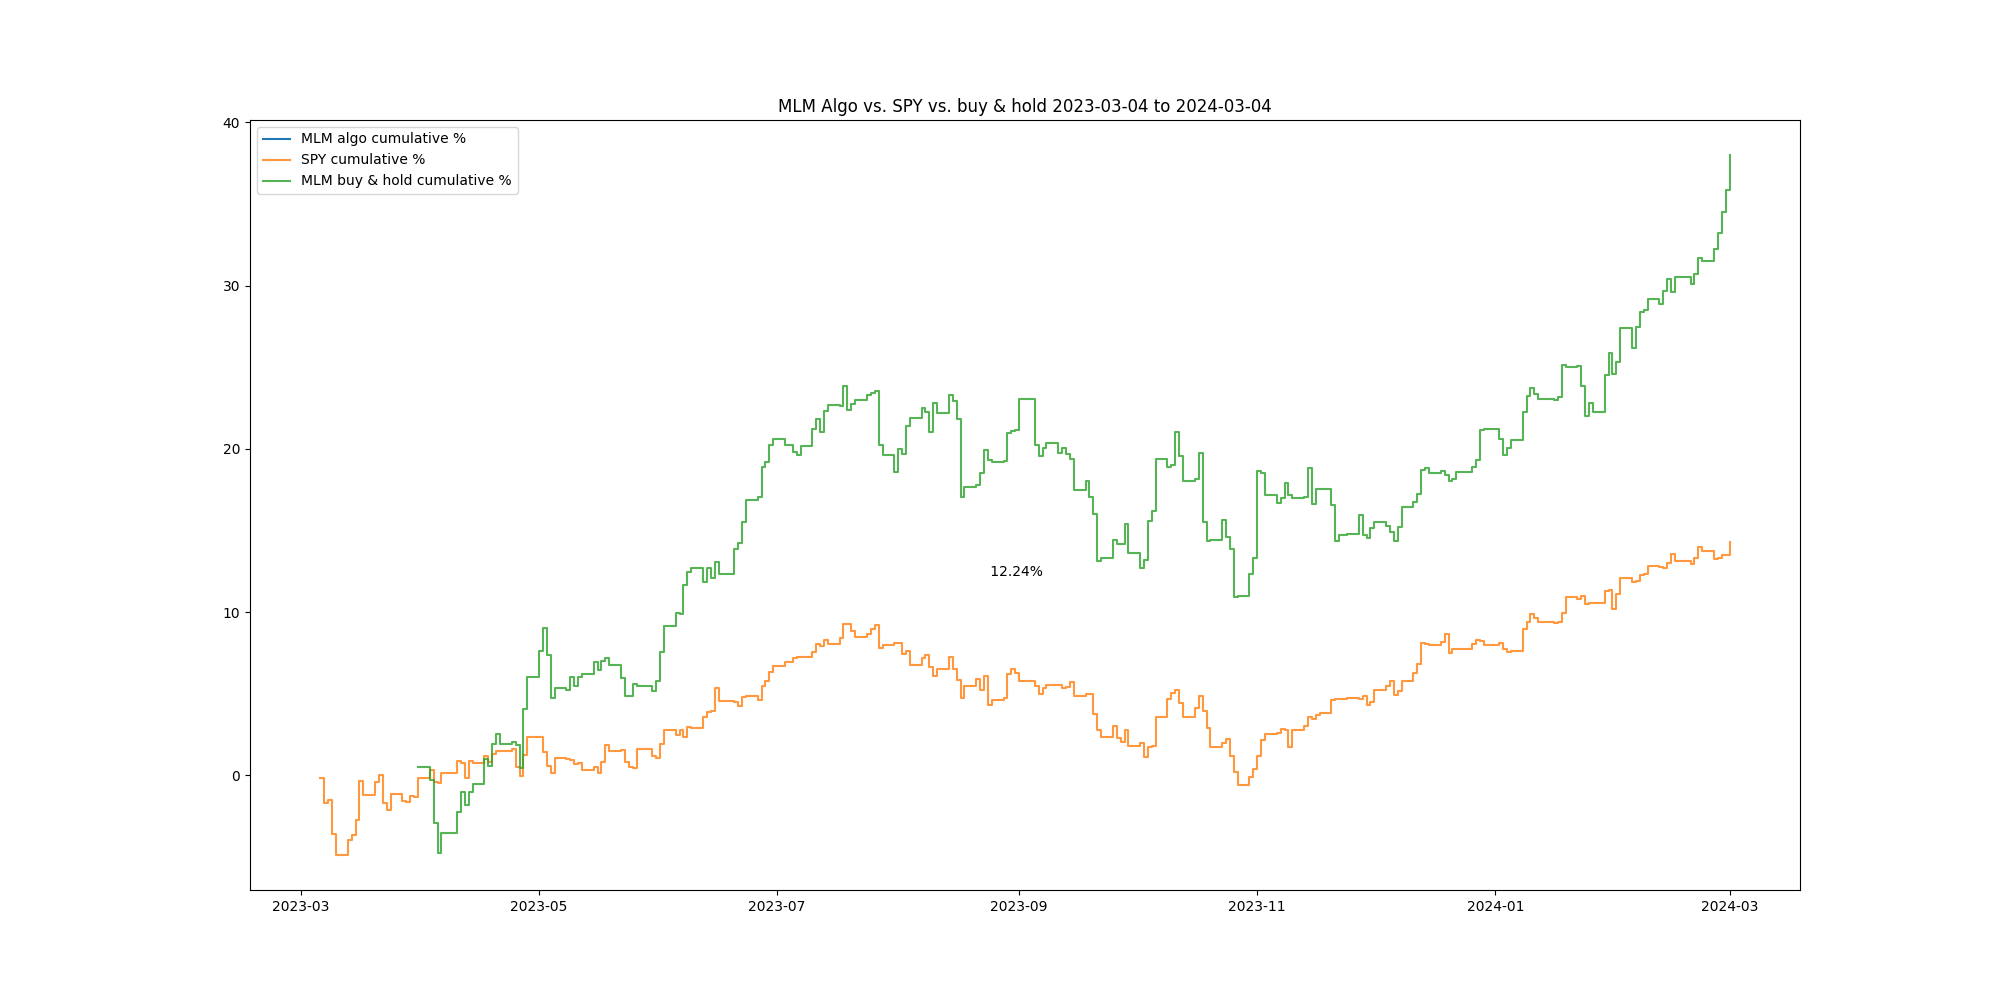 MLM Algo vs. SPY vs. buy & hold 2023-03-04 to 2024-03-04
MLM algo cumulative %
SPY cumulative %
MLM buy & hold cumulative %
40
30
20
10
0
12.24%
2023-03 2023-05 2023-07 2023-09 2023-11 2024-01 2024-03